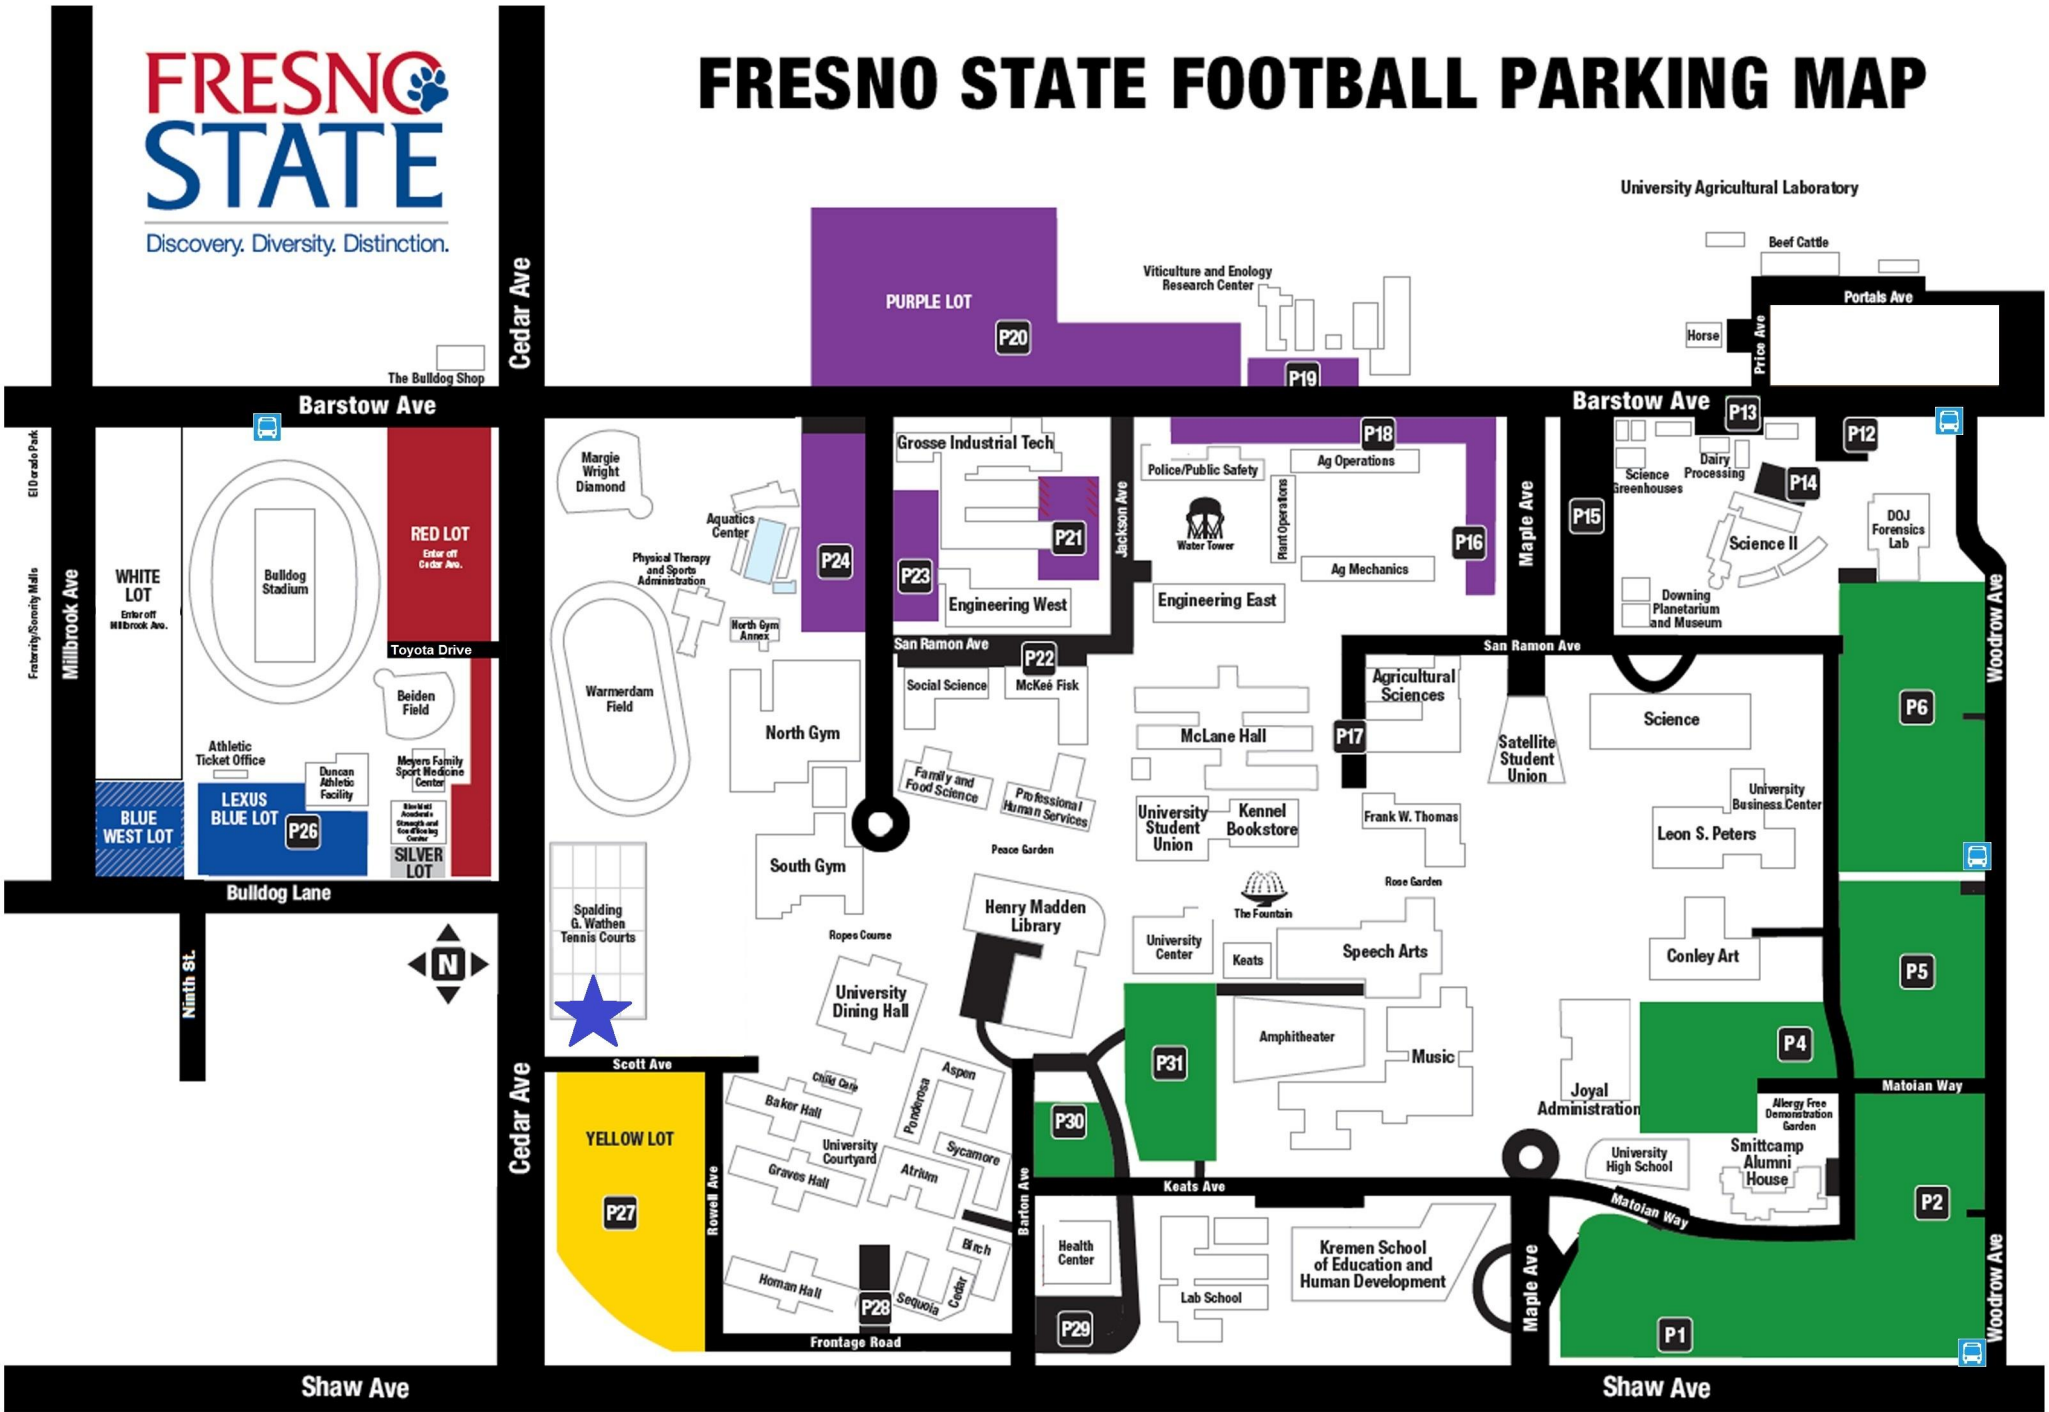 FRESNO
STATE
Discovery. Diversity. Distinction.
FRESNO STATE FOOTBALL PARKING MAP
University Agricultural Laboratory
Beef Cattle
Portals Ave
Price Ave
Horse
Viticulture and Enology
Research Center
PURPLE LOT
P20
P19
Cedar Ave
The Bulldog Shop
Barstow Ave
Barstow Ave
P13
P12
El Dorado Park
Fraternity/Sorority Malls
Millbrook Ave
WHITE
LOT
Enter off
Millbrook Ave.
Bulldog
Stadium
RED LOT
Enter off
Cedar Ave.
Toyota Drive
Beiden
Field
Athletic
Ticket Office
Duncan
Athletic
Facility
Meyers Family
Sport Medicine
Center
Academic
Strength and
Conditioning
Center
SILVER
LOT
BLUE
WEST LOT
LEXUS
BLUE LOT
P26
Bulldog Lane
Ninth St.
N
Margie
Wright
Diamond
Aquatics
Center
Physical Therapy
and Sports
Administration
North Gym
Annex
Warmerdam
Field
North Gym
South Gym
P24
Grosse Industrial Tech
P23
P21
Engineering West
San Ramon Ave
P22
Jackson Ave
Social Science
McKee Fisk
Family and
Food Science
Professional
Human Services
Peace Garden
P18
Police/Public Safety
Ag Operations
Water Tower
Plant Operations
P16
Ag Mechanics
Engineering East
Maple Ave
P15
Science
Greenhouses
Dairy
Processing
P14
Science II
DOJ
Forensics
Lab
Downing
Planetarium
and Museum
Woodrow Ave
San Ramon Ave
McLane Hall
P17
Agricultural
Sciences
Satellite
Student
Union
Science
P6
University
Business Center
Leon S. Peters
University
Student
Union
Kennel
Bookstore
Frank W. Thomas
Rose Garden
The Fountain
Spalding
G. Wathen
Tennis Courts
Ropes Course
Henry Madden
Library
University
Dining Hall
University
Center
Keats
Speech Arts
Conley Art
P5
P31
Amphitheater
Music
Joyal
Administration
P4
Matoian Way
Allergy Free
Demonstration
Garden
Cedar Ave
Scott Ave
YELLOW LOT
P27
Rowell Ave
Child Care
Baker Hall
Ponderosa
Aspen
University
Courtyard
Sycamore
Graves Hall
Atrium
Homan Hall
P28
Sequoia
Cedar
Birch
Frontage Road
Barton Ave
P30
Keats Ave
Health
Center
P29
Lab School
Kremen School
of Education and
Human Development
University
High School
Smittcamp
Alumni
House
Matoian Way
P2
Maple Ave
P1
Woodrow Ave
Shaw Ave
Shaw Ave